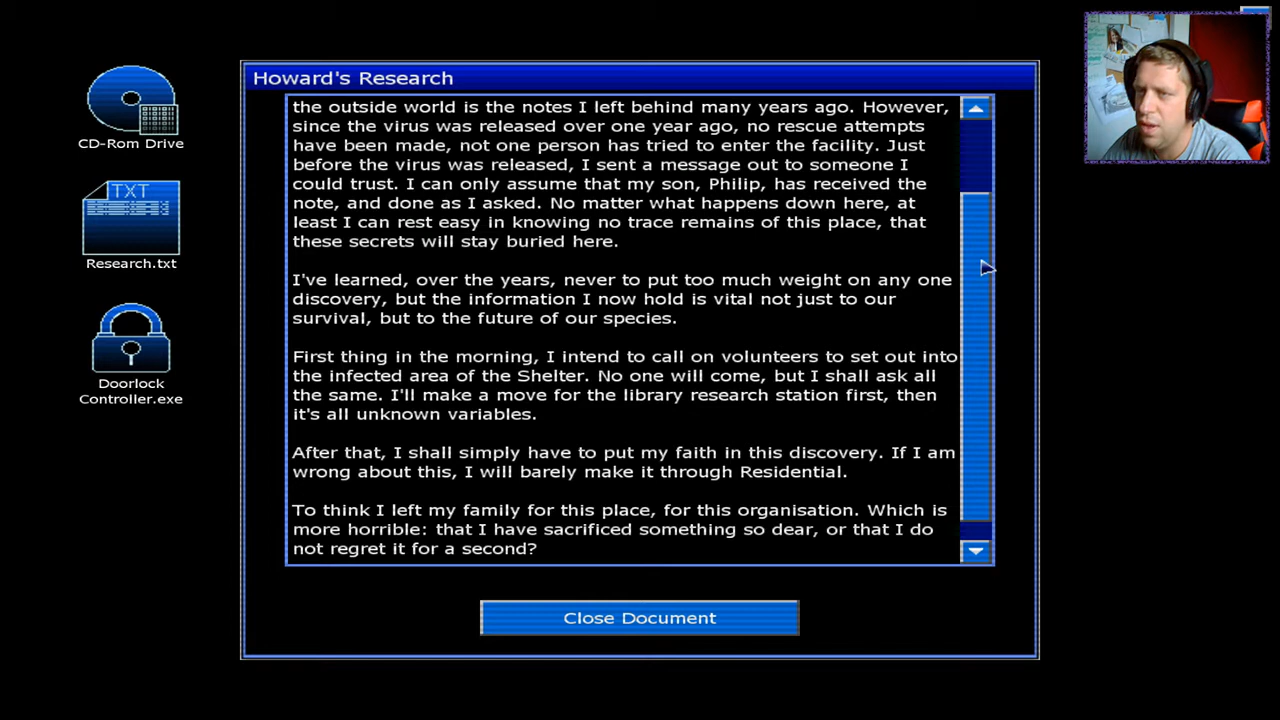 Howard's Research
the outside world is the notes I left behind many years ago. However,
since the virus was released over one year ago, no rescue attempts
have been made, not one person has tried to enter the facility. Just
before the virus was released, I sent a message out to someone I
could trust. I can only assume that my son, Philip, has received the
note, and done as I asked. No matter what happens down here, at
least I can rest easy in knowing no trace remains of this place, that
these secrets will stay buried here.
I've learned, over the years, never to put too much weight on any one
discovery, but the information I now hold is vital not just to our
survival, but to the future of our species.
First thing in the morning, I intend to call on volunteers to set out into
the infected area of the Shelter. No one will come, but I shall ask all
the same. I'll make a move for the library research station first, then
it's all unknown variables.
After that, I shall simply have to put my faith in this discovery. If I am
wrong about this, I will barely make it through Residential.
To think I left my family for this place, for this organisation. Which is
more horrible: that I have sacrificed something so dear, or that I do
not regret it for a second?
Close Document
CD-Rom Drive
TXT
Research.txt
Doorlock
Controller.exe